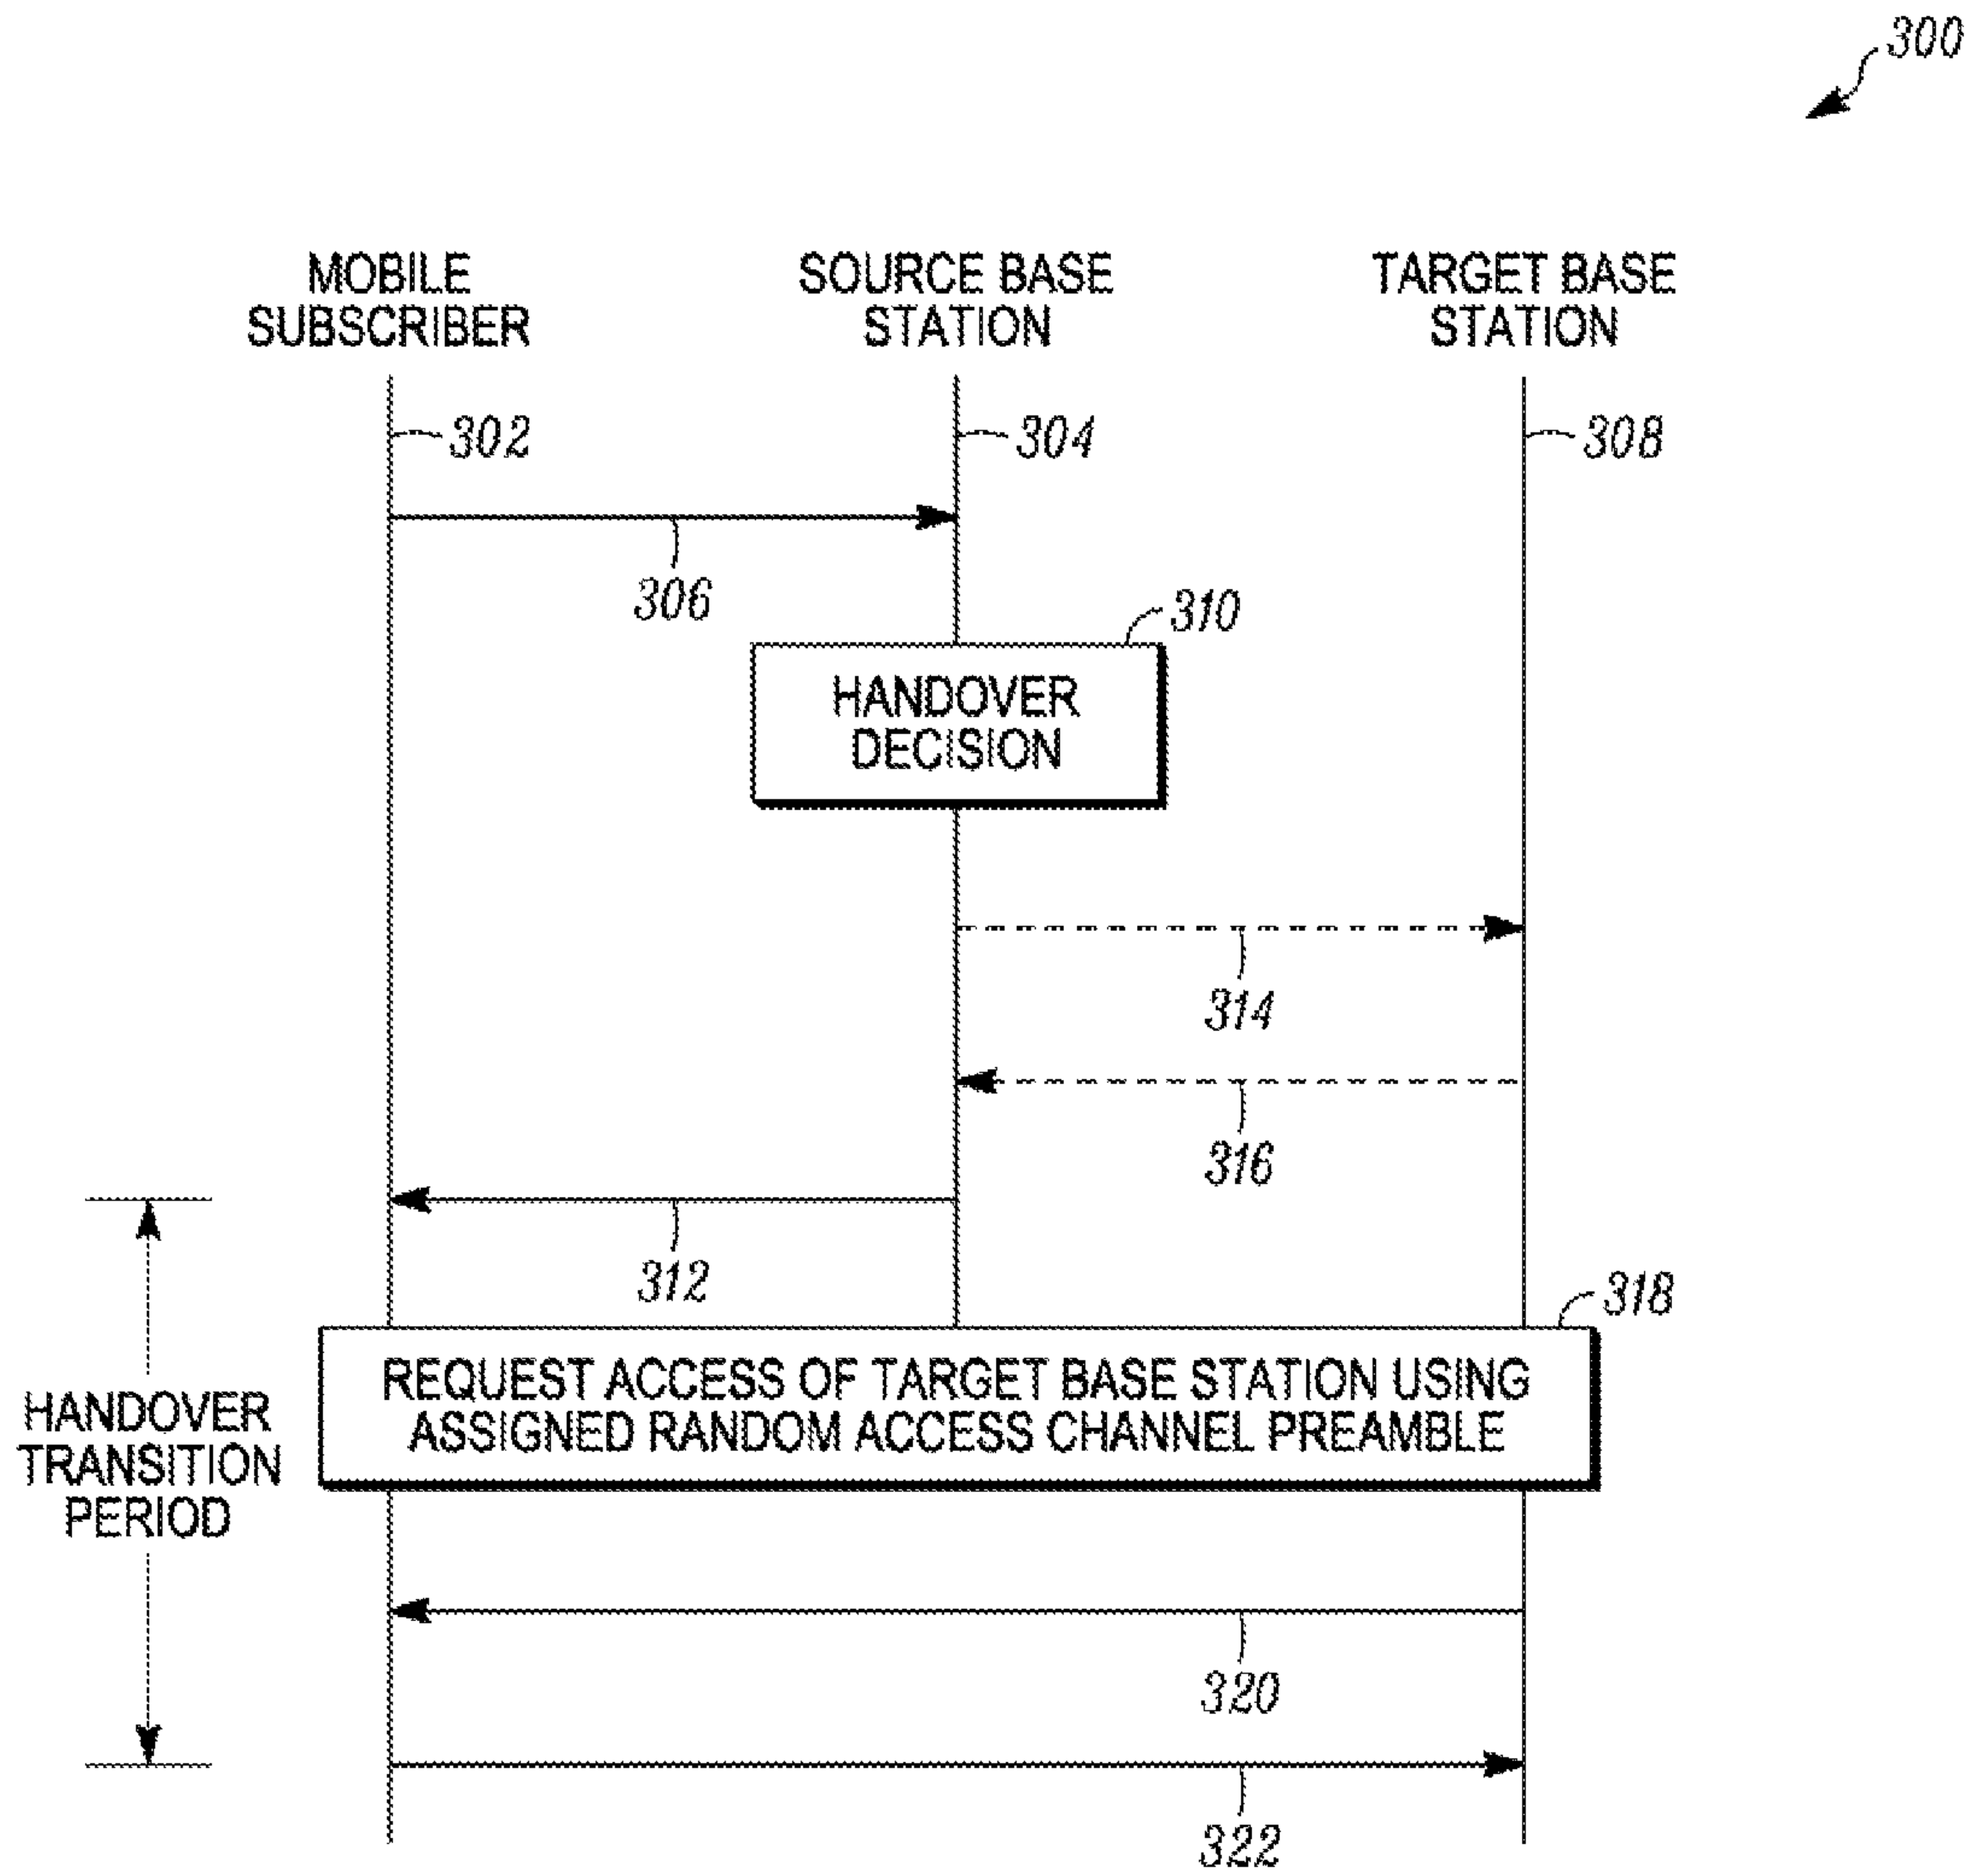 300
MOBILE
SUBSCRIBER
SOURCE BASE
STATION
TARGET BASE
STATION
302
304
308
306
310
HANDOVER
DECISION
314
316
312
318
REQUEST ACCESS OF TARGET BASE STATION USING
ASSIGNED RANDOM ACCESS CHANNEL PREAMBLE
HANDOVER
TRANSITION
PERIOD
320
322